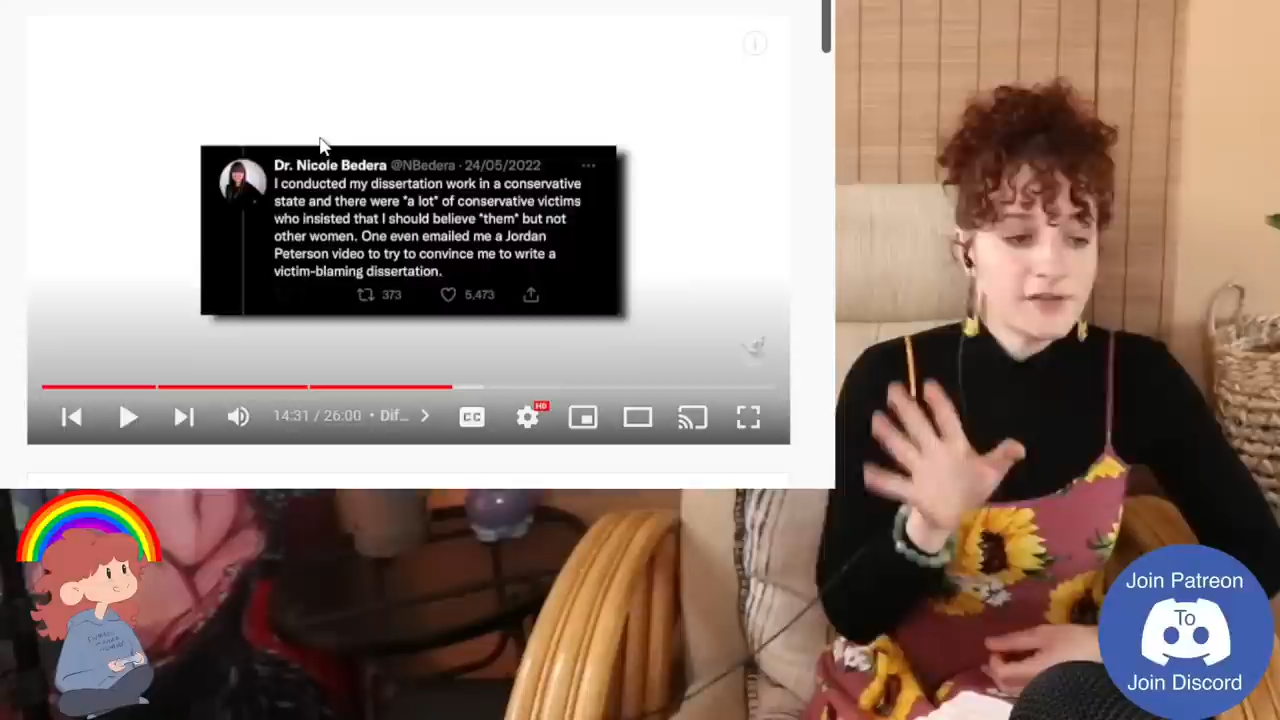 Dr. Nicole Bedera @NBedera · 24/05/2022
I conducted my dissertation work in a conservative
state and there were *a lot* of conservative victims
who insisted that I should believe *them* but not
other women. One even emailed me a Jordan
Peterson video to try to convince me to write a
victim-blaming dissertation.
373
5,473
14:31 / 26:00 • Dif...
CC
HD
Join Patreon
To
Join Discord